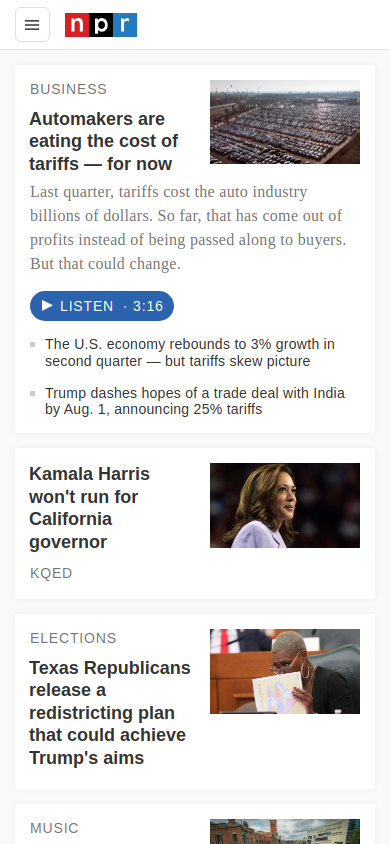 npr
BUSINESS
Automakers are
eating the cost of
tariffs — for now
Last quarter, tariffs cost the auto industry
billions of dollars. So far, that has come out of
profits instead of being passed along to buyers.
But that could change.
LISTEN · 3:16
The U.S. economy rebounds to 3% growth in
second quarter — but tariffs skew picture
Trump dashes hopes of a trade deal with India
by Aug. 1, announcing 25% tariffs
Kamala Harris
won't run for
California
governor
KQED
ELECTIONS
Texas Republicans
release a
redistricting plan
that could achieve
Trump's aims
MUSIC